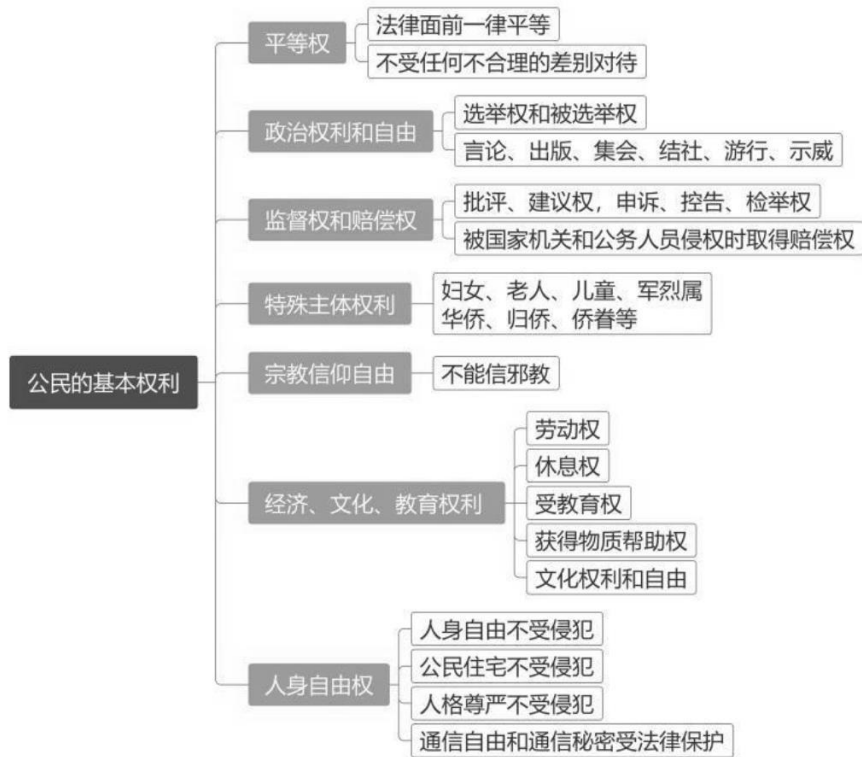 公民的基本权利
平等权
法律面前一律平等
不受任何不合理的差别对待
政治权利和自由
选举权和被选举权
言论、出版、集会、结社、游行、示威
监督权和赔偿权
批评、建议权，申诉、控告、检举权
被国家机关和公务人员侵权时取得赔偿权
特殊主体权利
妇女、老人、儿童、军烈属
华侨、归侨、侨眷等
宗教信仰自由
不能信邪教
经济、文化、教育权利
劳动权
休息权
受教育权
获得物质帮助权
文化权利和自由
人身自由权
人身自由不受侵犯
公民住宅不受侵犯
人格尊严不受侵犯
通信自由和通信秘密受法律保护